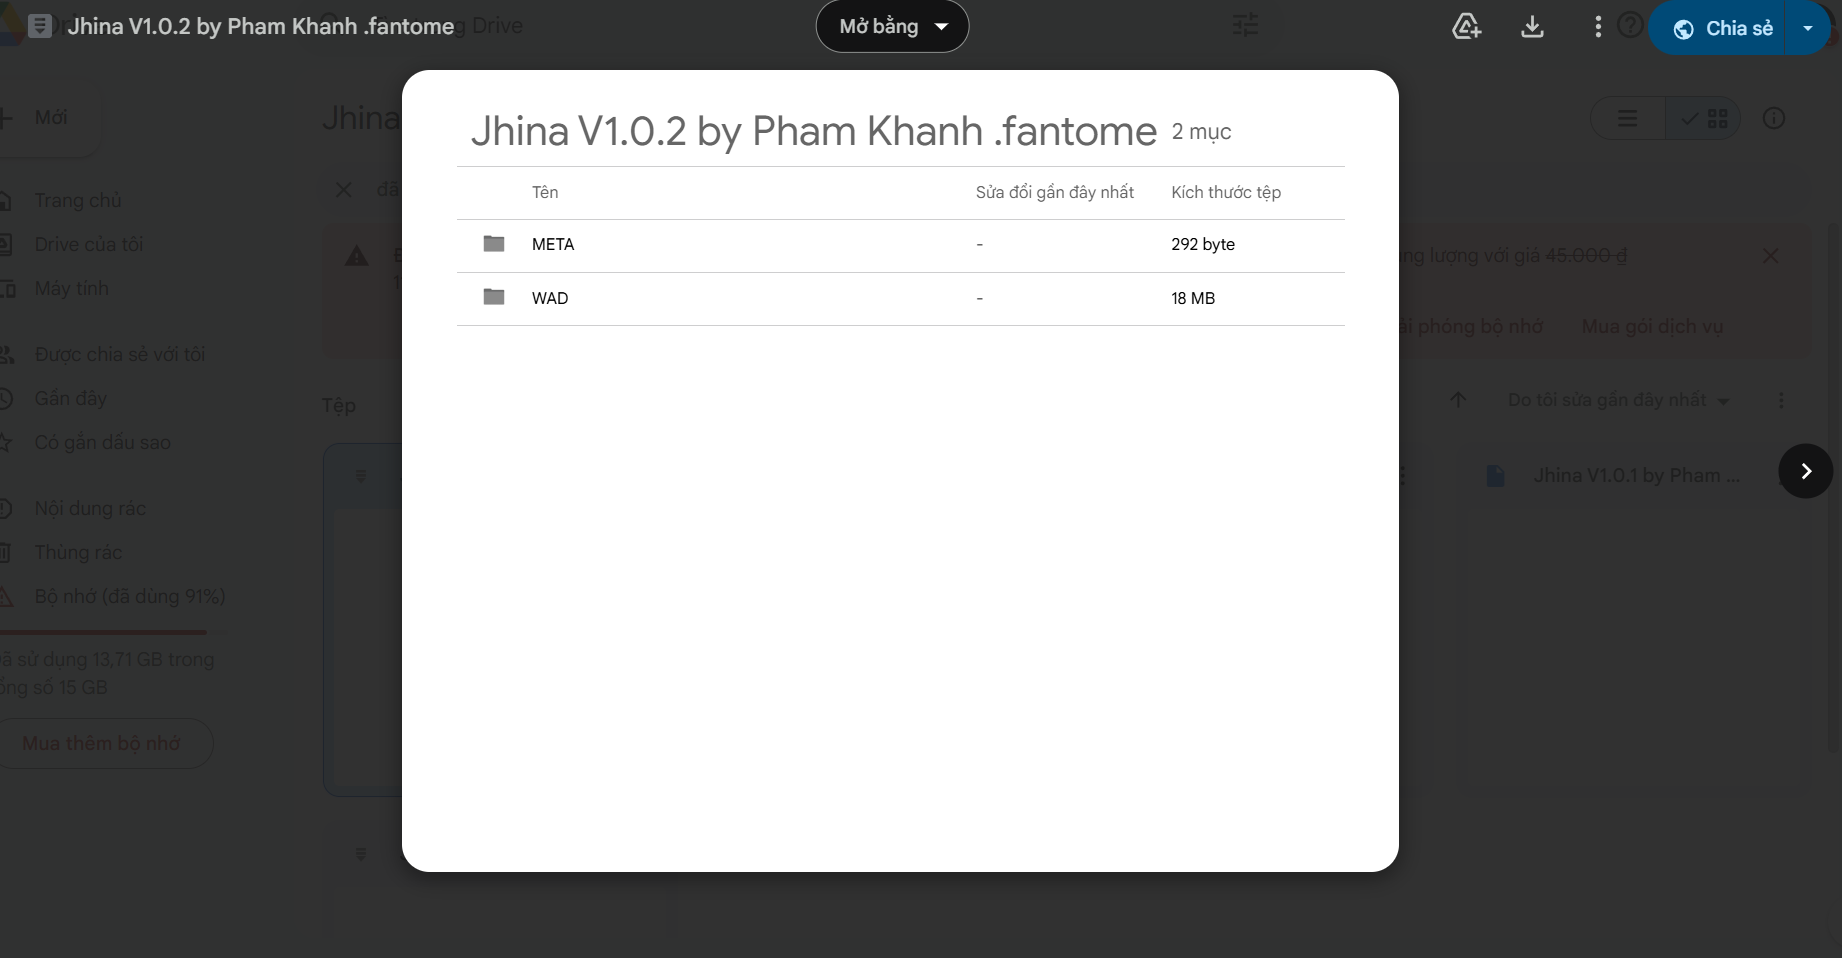 Jhina V1.0.2 by Pham Khanh .fantome
Drive
Mở bằng
Chia sẻ
Mới
Jhina
Jhina V1.0.2 by Pham Khanh .fantome 2 mục
Tên Sửa đổi gần đây nhất Kích thước tệp
META - 292 byte
WAD - 18 MB
Trang chủ
Drive của tôi
Máy tính
Được chia sẻ với tôi
Gần đây
Có gắn dấu sao
Nội dung rác
Thùng rác
Bộ nhớ (đã dùng 91%)
sử dụng 13,71 GB trong
số 15 GB
Mua thêm bộ nhớ
đã
lượng với giá 45.000 ₫
phóng bộ nhớ
Mua gói dịch vụ
Tệp
Do tôi sửa gần đây nhất
Jhina V1.0.1 by Pham ...